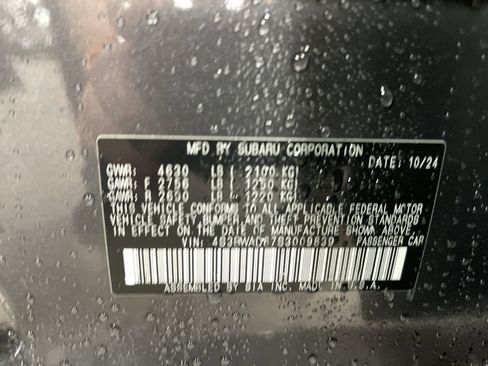 MFD BY SUBARU CORPORATION
DATE: 10/24
GVWR: 4630 LB ( 2100 KG)
GAWR: F 2756 LB ( 1250 KG)
GAWR: R 2690 LB ( 1220 KG)
THIS VEHICLE CONFORMS TO ALL APPLICABLE FEDERAL MOTOR
VEHICLE SAFETY BUMPER AND THEFT PREVENTION STANDARDS
IN EFFECT ON THE DATE OF MANUFACTURE SHOWN ABOVE
VIN: PASSENGER CAR
ASSEMBLED BY SIA INC. MADE IN U.S.A.